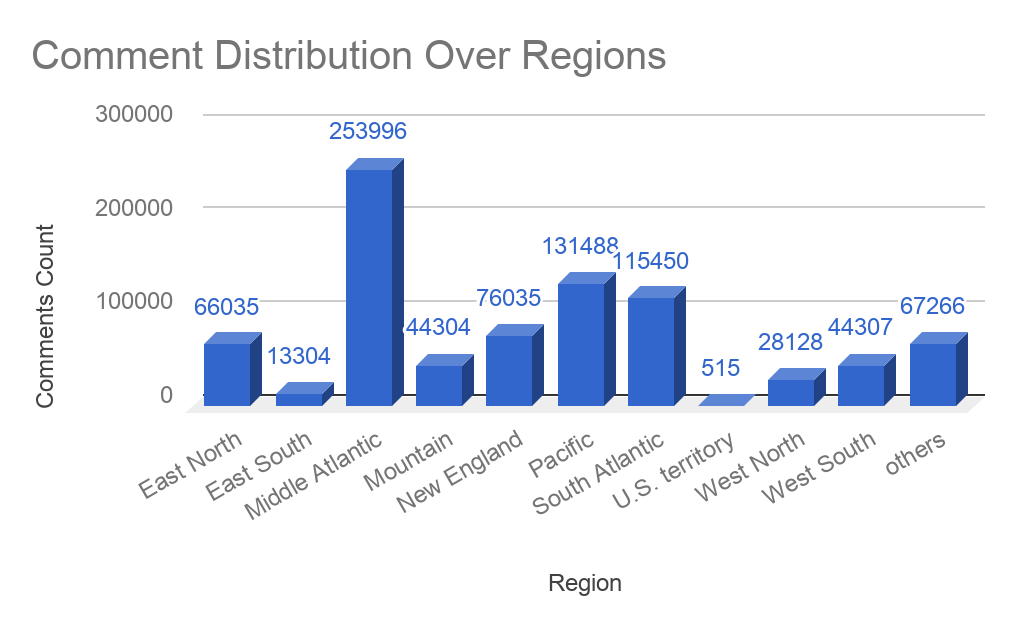 Comment Distribution Over Regions
Comments Count
300000
200000
100000
0
66035
13304
253996
44304
76035
131488
115450
515
28128
44307
67266
East North
East South
Middle Atlantic
Mountain
New England
Pacific
South Atlantic
U.S. territory
West North
West South
others
Region